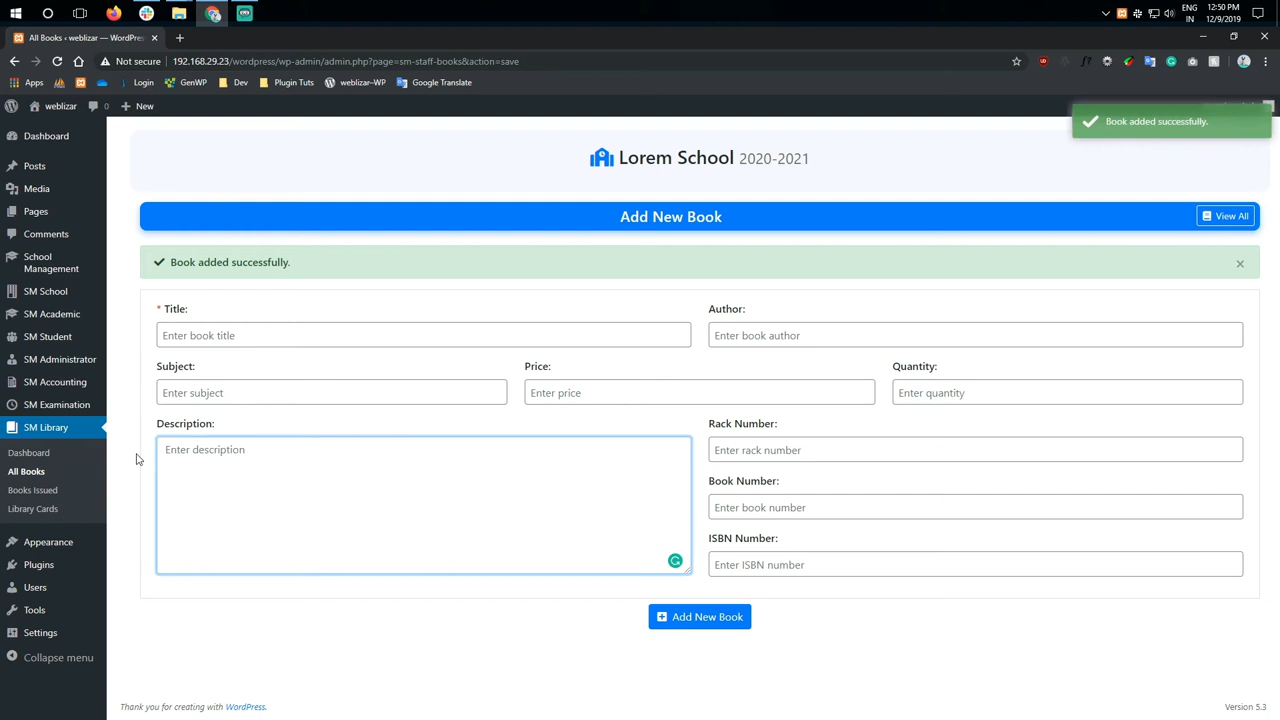 ENG
12:50 PM
IN
12/9/2019
All Books ‹ weblizar — WordPres
Not secure
192.168.29.23/wordpress/wp-admin/admin.php?page=sm-staff-books&action=save
Apps
Login
GenWP
Dev
Plugin Tuts
weblizar-WP
Google Translate
weblizar
0
New
Book added successfully.
Dashboard
Posts
Media
Pages
Comments
School
Management
SM School
SM Academic
SM Student
SM Administrator
SM Accounting
SM Examination
SM Library
Dashboard
All Books
Books Issued
Library Cards
Appearance
Plugins
Users
Tools
Settings
Collapse menu
Lorem School 2020-2021
Add New Book
View All
Book added successfully.
×
* Title:
Author:
Enter book title
Enter book author
Subject:
Price:
Quantity:
Enter subject
Enter price
Enter quantity
Description:
Rack Number:
Enter description
Enter rack number
Book Number:
Enter book number
ISBN Number:
Enter ISBN number
Add New Book
Thank you for creating with WordPress.
Version 5.3